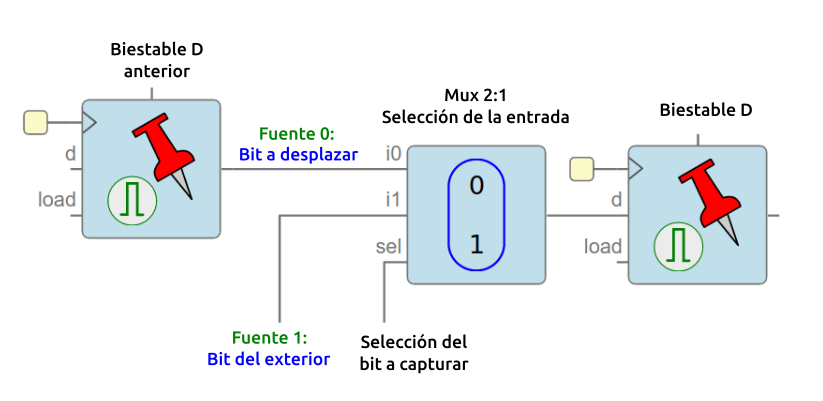 Biestable D
anterior
d
load
Fuente 0:
Bit a desplazar
Mux 2:1
Selección de la entrada
i0
i1
sel
0
1
Biestable D
d
load
Fuente 1:
Bit del exterior
Selección del
bit a capturar